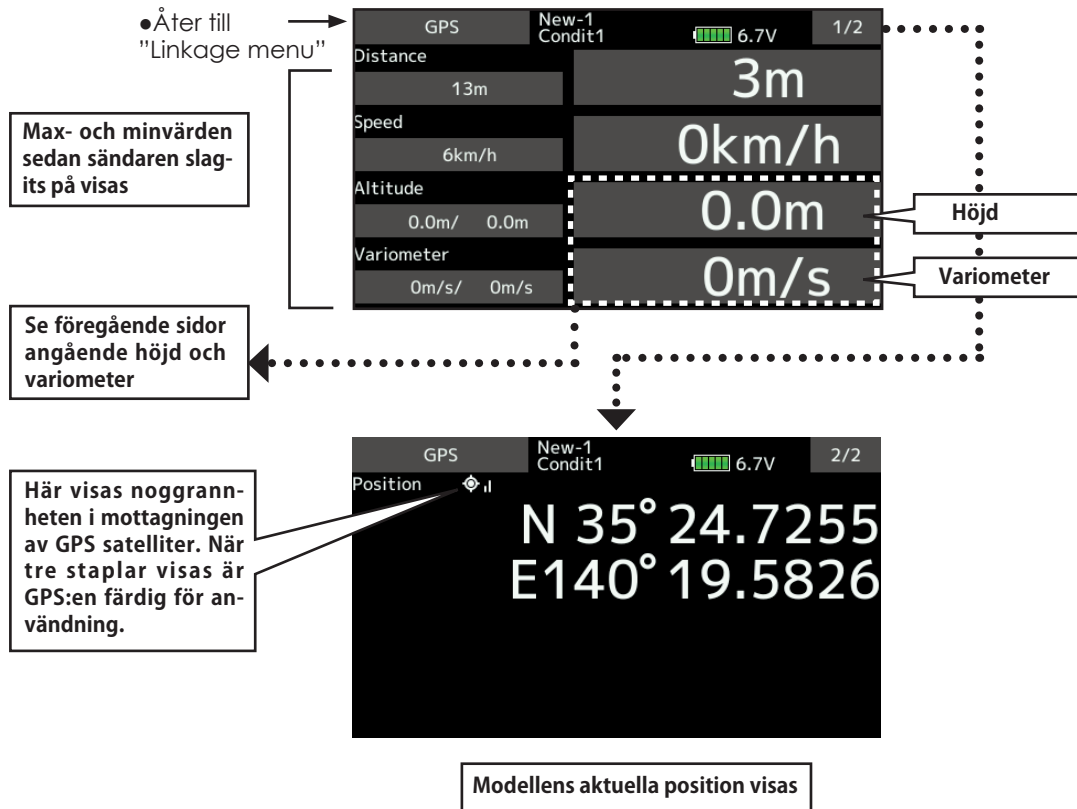 ●Åter till
”Linkage menu”
GPS
New-1
Condit1
6.7V
1/2
Distance
13m
3m
Speed
6km/h
0km/h
Altitude
0.0m/ 0.0m
0.0m
Variometer
0m/s/ 0m/s
0m/s
Max- och minvärden
sedan sändaren slag-
its på visas
Höjd
Variometer
Se föregående sidor
angående höjd och
variometer
GPS
New-1
Condit1
6.7V
2/2
Position
N 35° 24.7255
E140° 19.5826
Här visas noggrann-
heten i mottagningen
av GPS satelliter. När
tre staplar visas är
GPS:en färdig för an-
vändning.
Modellens aktuella position visas